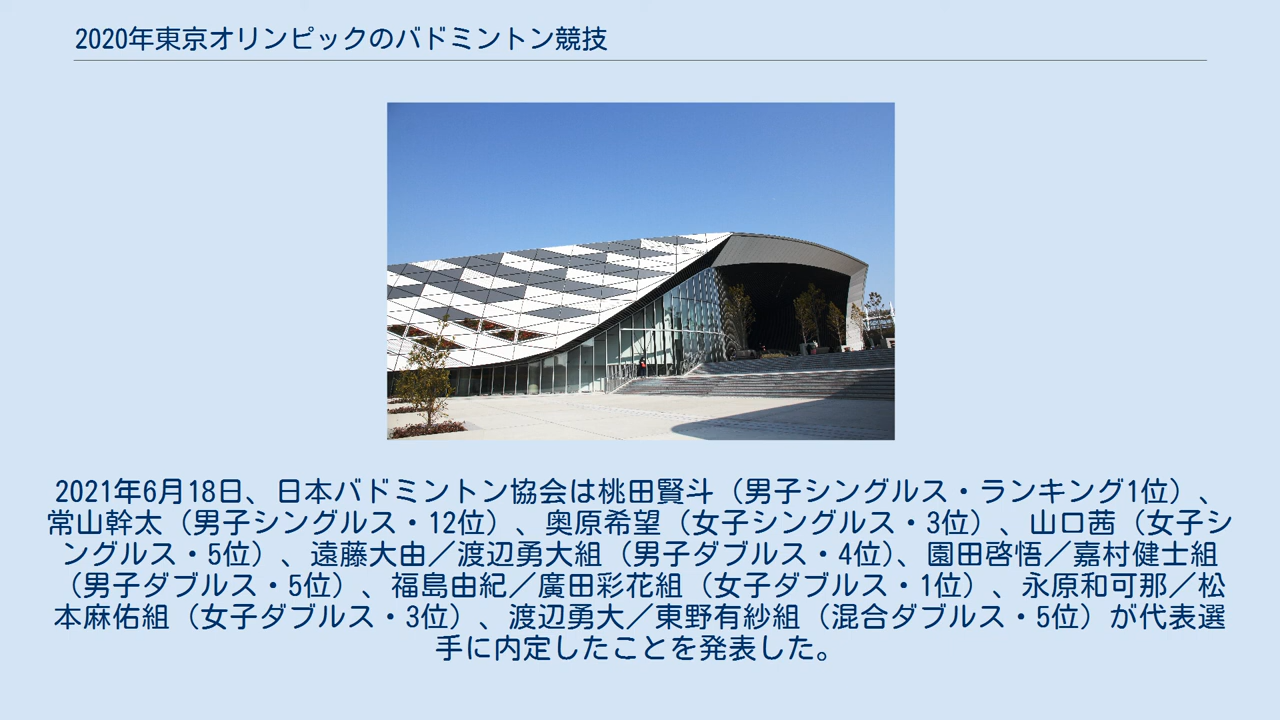 2020年東京オリンピックのバドミントン競技
2021年6月18日、日本バドミントン協会は桃田賢斗（男子シングルス・ランキング1位）、
常山幹太（男子シングルス・12位）、奥原希望（女子シングルス・3位）、山口茜（女子シ
ングルス・5位）、遠藤大由／渡辺勇大組（男子ダブルス・4位）、園田啓悟／嘉村健士組
（男子ダブルス・5位）、福島由紀／廣田彩花組（女子ダブルス・1位）、永原和可那／松
本麻佑組（女子ダブルス・3位）、渡辺勇大／東野有紗組（混合ダブルス・5位）が代表選
手に内定したことを発表した。